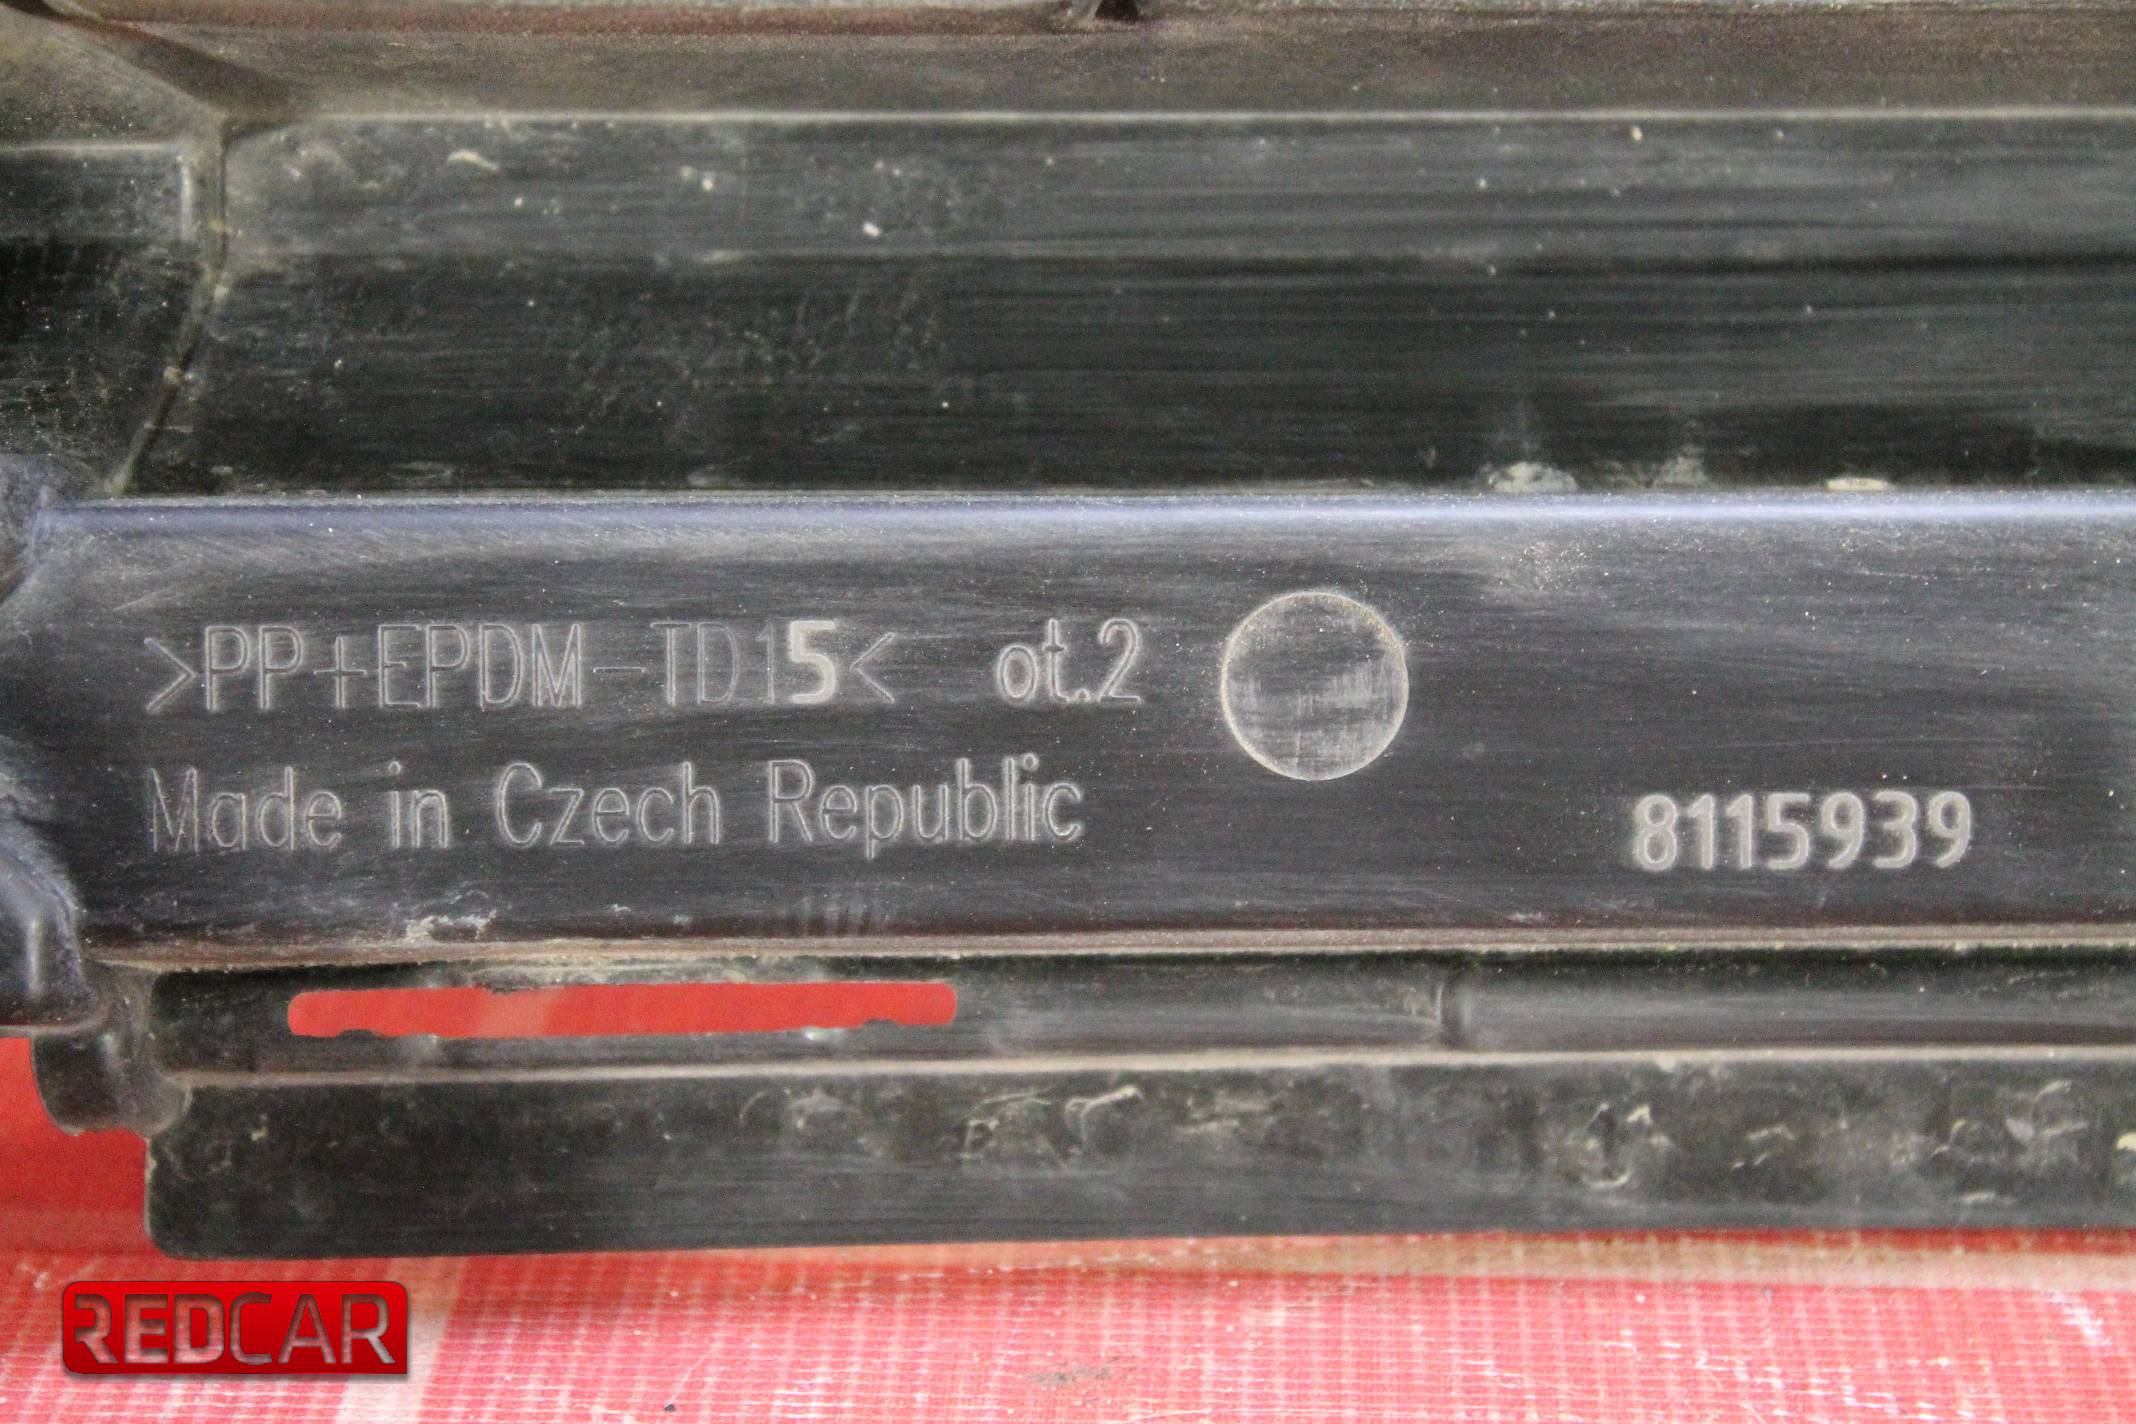 >PP+EPDM-TD15< ot.2
Made in Czech Republic
8115939
REDCAR